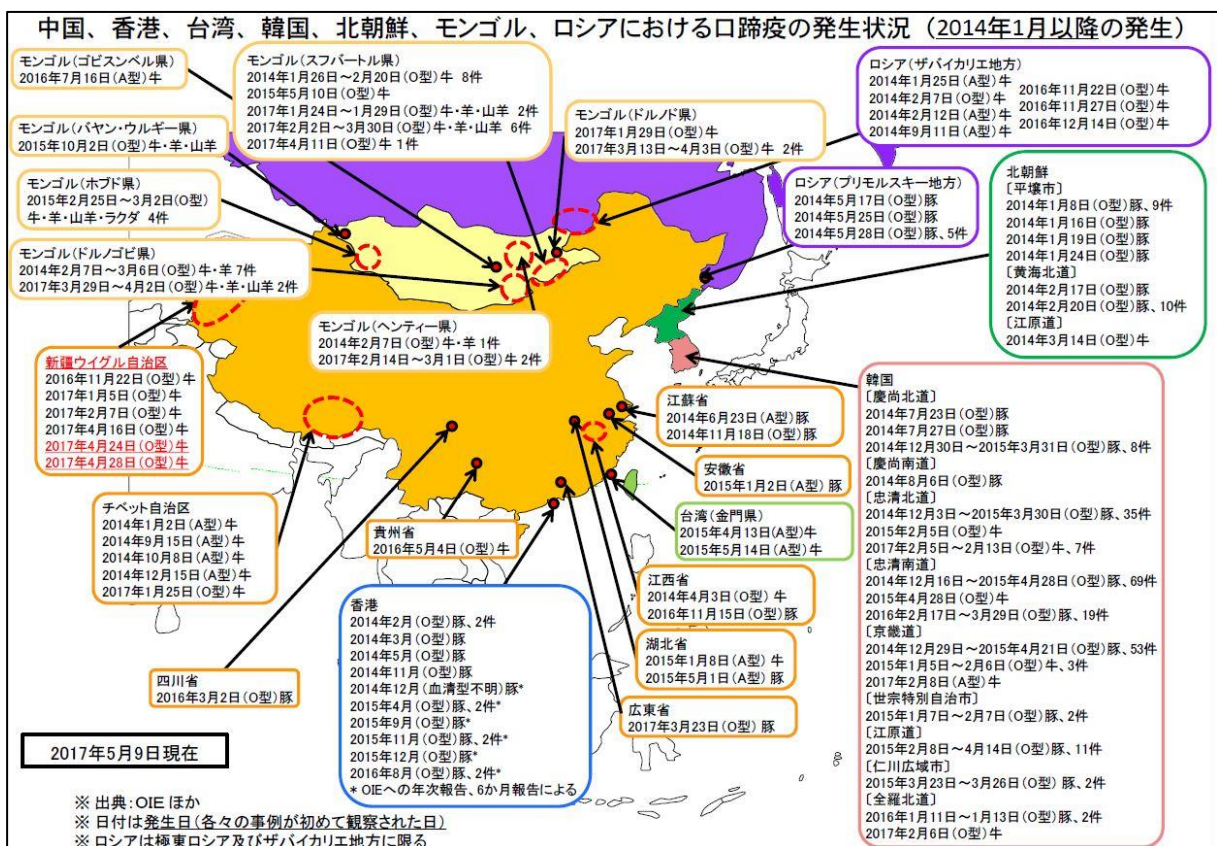 中国、香港、台湾、韓国、北朝鮮、モンゴル、ロシアにおける口蹄疫の発生状況（2014年1月以降の発生）
モンゴル（ゴビスンベル県）
2016年7月16日（A型）牛
モンゴル（スフバートル県）
2014年1月26日～2月20日（O型）牛 8件
2015年5月10日（O型）牛
2017年1月24日～1月29日（O型）牛・羊・山羊 2件
2017年2月2日～3月30日（O型）牛・羊・山羊 6件
2017年4月11日（O型）牛 1件
モンゴル（ドルノド県）
2017年1月29日（O型）牛
2017年3月13日～4月3日（O型）牛 2件
ロシア（ザバイカリエ地方）
2014年1月25日（A型）牛
2014年2月7日（O型）牛
2014年2月12日（A型）牛
2014年9月11日（A型）牛
2016年11月22日（O型）牛
2016年11月27日（O型）牛
2016年12月14日（O型）牛
モンゴル（バヤン・ウルギー県）
2015年10月2日（O型）牛・羊・山羊
モンゴル（ホブド県）
2015年2月25日～3月2日（O型）
牛・羊・山羊・ラクダ 4件
モンゴル（ドルノゴビ県）
2014年2月7日～3月6日（O型）牛・羊 7件
2017年3月29日～4月2日（O型）牛・羊・山羊 2件
モンゴル（ヘンティー県）
2014年2月7日（O型）牛・羊 1件
2017年2月14日～3月1日（O型）牛 2件
ロシア（プリモルスキー地方）
2014年5月17日（O型）豚
2014年5月25日（O型）豚
2014年5月28日（O型）豚、5件
北朝鮮
〔平壌市〕
2014年1月8日（O型）豚、9件
2014年1月16日（O型）豚
2014年1月19日（O型）豚
2014年1月24日（O型）豚
〔黄海北道〕
2014年2月17日（O型）豚
2014年2月20日（O型）豚、10件
〔江原道〕
2014年3月14日（O型）牛
新疆ウイグル自治区
2016年11月22日（O型）牛
2017年1月5日（O型）牛
2017年2月7日（O型）牛
2017年4月16日（O型）牛
2017年4月24日（O型）牛
2017年4月28日（O型）牛
チベット自治区
2014年1月2日（A型）牛
2014年9月15日（A型）牛
2014年10月8日（A型）牛
2014年12月15日（A型）牛
2017年1月25日（O型）牛
四川省
2016年3月2日（O型）豚
貴州省
2016年5月4日（O型）牛
香港
2014年2月（O型）豚、2件
2014年3月（O型）豚
2014年5月（O型）豚
2014年11月（O型）豚
2014年12月（血清型不明）豚*
2015年4月（O型）豚、2件*
2015年9月（O型）豚*
2015年11月（O型）豚、2件*
2015年12月（O型）豚*
2016年8月（O型）豚、2件*
* OIEへの年次報告、6か月報告による
江蘇省
2014年6月23日（A型）豚
2014年11月18日（O型）豚
安徽省
2015年1月2日（A型）豚
台湾（金門県）
2015年4月13日（A型）牛
2015年5月14日（A型）牛
江西省
2014年4月3日（O型）牛
2016年11月15日（O型）牛
湖北省
2015年1月8日（A型）牛
2015年5月1日（A型）豚
広東省
2017年3月23日（O型）豚
韓国
〔慶尚北道〕
2014年7月23日（O型）豚
2014年7月27日（O型）豚
2014年12月30日～2015年3月31日（O型）豚、8件
〔慶尚南道〕
2014年8月6日（O型）豚
〔忠清北道〕
2014年12月3日～2015年3月30日（O型）豚、35件
2015年2月5日（O型）牛
2017年2月5日～2月13日（O型）牛、7件
〔忠清南道〕
2014年12月16日～2015年4月28日（O型）豚、69件
2015年4月28日（O型）牛
2016年2月17日～3月29日（O型）豚、19件
〔京畿道〕
2014年12月29日～2015年4月21日（O型）豚、53件
2015年1月5日～2月6日（O型）牛、3件
2017年2月8日（A型）牛
〔世宗特別自治市〕
2015年1月7日～2月7日（O型）豚、2件
〔江原道〕
2015年2月8日～4月14日（O型）豚、11件
〔仁川広域市〕
2015年3月23日～3月26日（O型）豚、2件
〔全羅北道〕
2016年1月11日～1月13日（O型）豚、2件
2017年2月6日（O型）牛
2017年5月9日現在
※ 出典：OIE ほか
※ 日付は発生日（各々の事例が初めて観察された日）
※ ロシアは極東ロシア及びザバイカリエ地方に限る